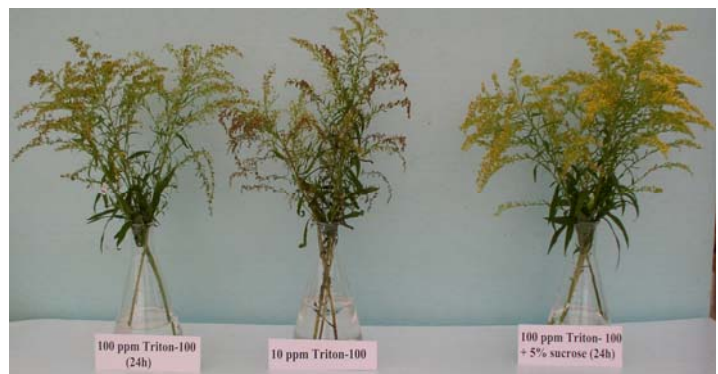 100 ppm Triton-100
(24h)
10 ppm Triton-100
100 ppm Triton- 100
+ 5% sucrose (24h)